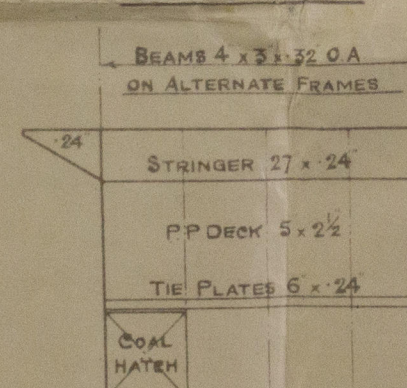 BEAMS 4 x 3 x .32 O.A
ON ALTERNATE FRAMES
.24"
STRINGER 27 x .24"
P.P DECK 5 x 2½"
TIE PLATES 6" x .24"
COAL
HATCH